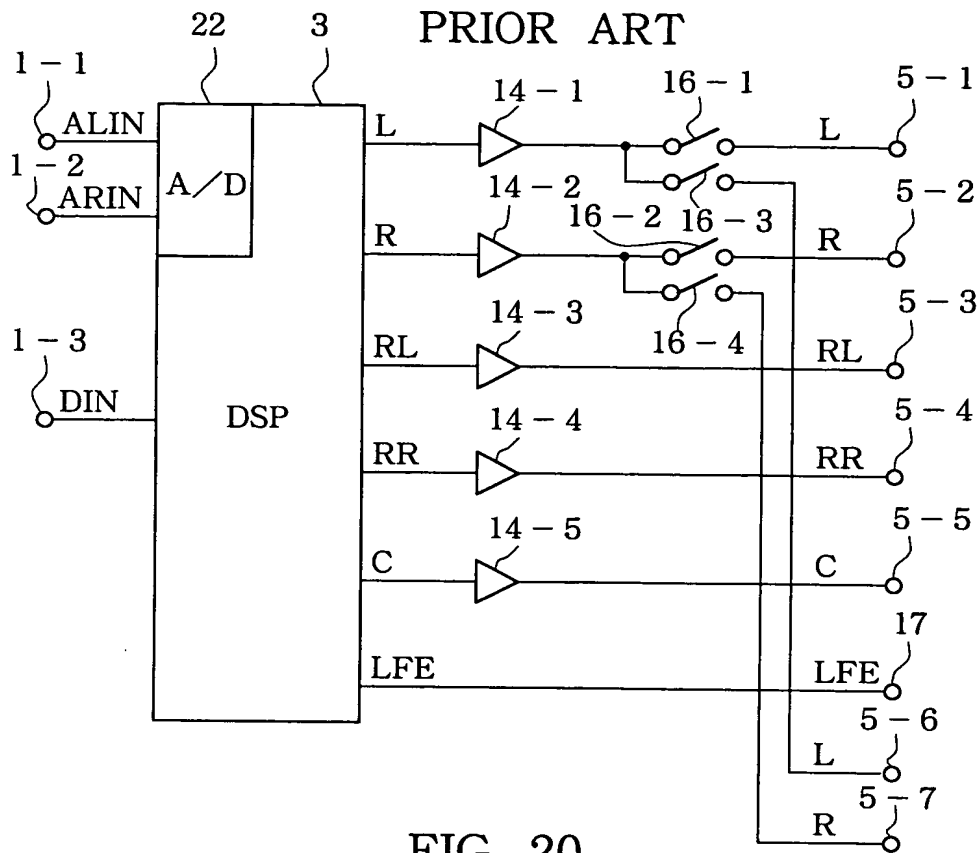 PRIOR ART
22
3
1 - 1
ALIN
1 - 2
ARIN
A/D
L
14 - 1
16 - 1
L
5 - 1
14 - 2
16 - 2
16 - 3
5 - 2
R
R
1 - 3
DIN
DSP
14 - 3
16 - 4
5 - 3
RL
RL
14 - 4
5 - 4
RR
RR
14 - 5
5 - 5
C
C
17
LFE
LFE
5 - 6
L
5 - 7
R
FIG. 20